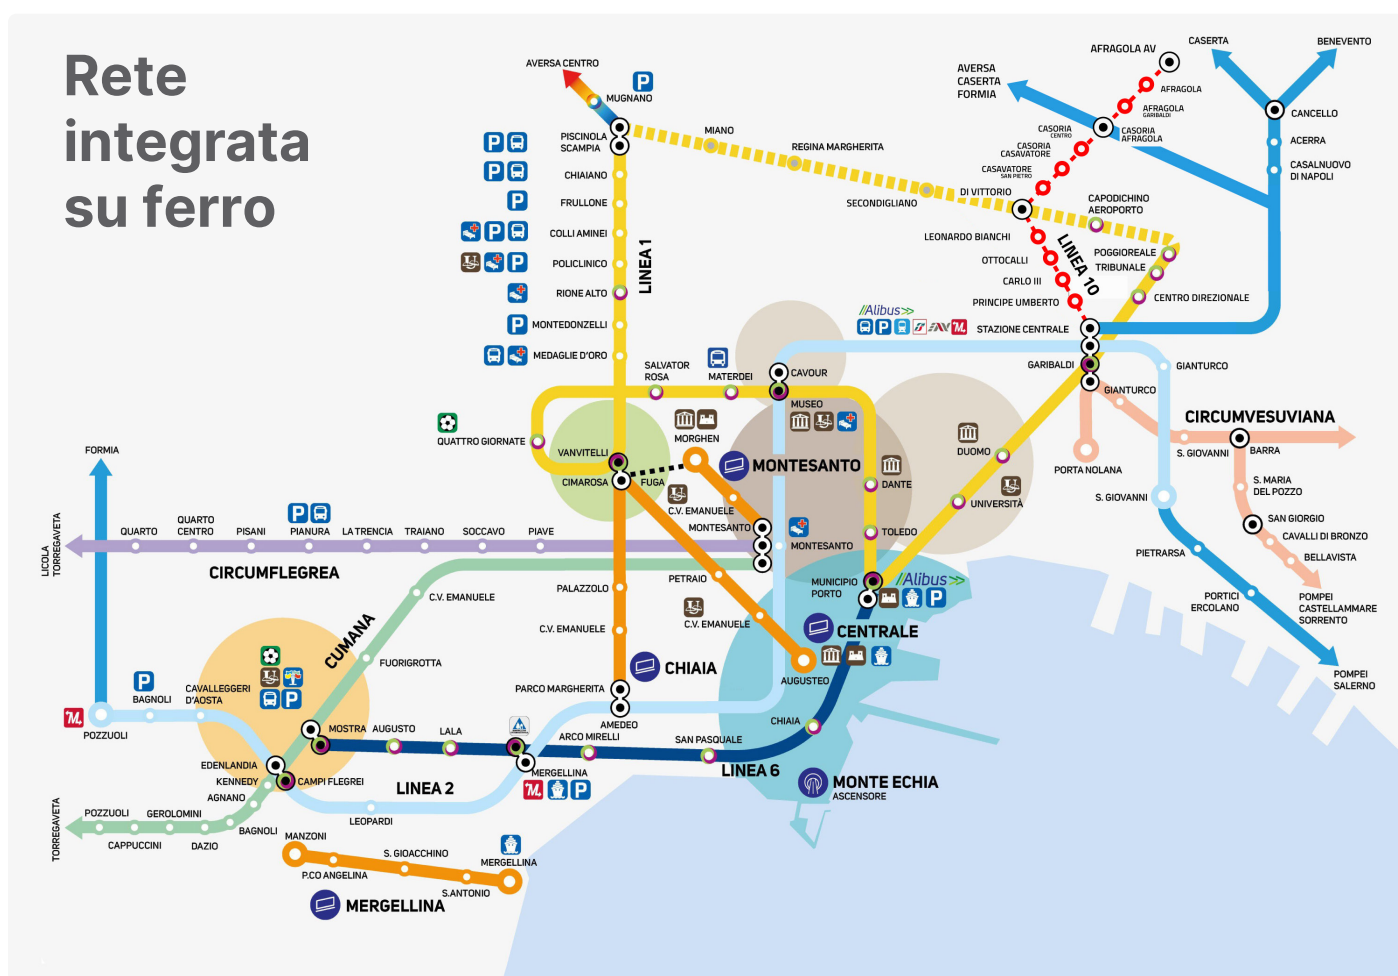 Rete
integrata
su ferro
AVERSA CENTRO
MUGNANO
PISCINOLA
SCAMPIA
CHIAIANO
FRULLONE
COLLI AMINEI
POLICLINICO
RIONE ALTO
MONTEDONZELLI
MEDAGLIE D'ORO
LINEA 1
MIANO
REGINA MARGHERITA
SECONDIGLIANO
DI VITTORIO
CAPODICHINO
AEROPORTO
POGGIOREALE
TRIBUNALE
CENTRO DIREZIONALE
AVERSA
CASERTA
FORMIA
AFRAGOLA AV
AFRAGOLA
AFRAGOLA
GARIBALDI
CASORIA
CENTRO
CASORIA
AFRAGOLA
CASORIA
CASAVATORE
CASAVATORE
SAN PIETRO
LEONARDO BIANCHI
OTTOCALLI
CARLO III
PRINCIPE UMBERTO
LINEA 10
CASERTA
BENEVENTO
CANCELLO
ACERRA
CASALNUOVO
DI NAPOLI
STAZIONE CENTRALE
GARIBALDI
//Alibus>>
GIANTURCO
GIANTURCO
CIRCUMVESUVIANA
S. GIOVANNI
BARRA
PORTA NOLANA
S. GIOVANNI
S. MARIA
DEL POZZO
SAN GIORGIO
CAVALLI DI BRONZO
BELLAVISTA
POMPEI
CASTELLAMMARE
SORRENTO
PIETRARSA
PORTICI
ERCOLANO
POMPEI
SALERNO
SALVATOR
ROSA
MATERDEI
CAVOUR
MUSEO
QUATTRO GIORNATE
VANVITELLI
CIMAROSA
FUGA
MORGHEN
MONTESANTO
C.V. EMANUELE
MONTESANTO
MONTESANTO
DANTE
TOLEDO
DUOMO
UNIVERSITÀ
MUNICIPIO
PORTO
//Alibus>>
CENTRALE
PETRAIO
C.V. EMANUELE
AUGUSTEO
PALAZZOLO
C.V. EMANUELE
CHIAIA
PARCO MARGHERITA
AMEDEO
FORMIA
LICOLA
TORREGAVETA
QUARTO
QUARTO
CENTRO
PISANI
PIANURA
LA TRENCIA
TRAIANO
SOCCAVO
PIAVE
CIRCUMFLEGREA
C.V. EMANUELE
CUMANA
FUORIGROTTA
BAGNOLI
CAVALLEGGERI
D'AOSTA
POZZUOLI
MOSTRA
AUGUSTO
LALA
MERGELLINA
ARCO MIRELLI
SAN PASQUALE
CHIAIA
LINEA 6
LINEA 2
EDENLANDIA
KENNEDY
CAMPI FLEGREI
AGNANO
BAGNOLI
LEOPARDI
TORREGAVETA
POZZUOLI
CAPPUCCINI
GEROLOMINI
DAZIO
MONTE ECHIA
ASCENSORE
MANZONI
P.CO ANGELINA
S. GIOACCHINO
S.ANTONIO
MERGELLINA
MERGELLINA